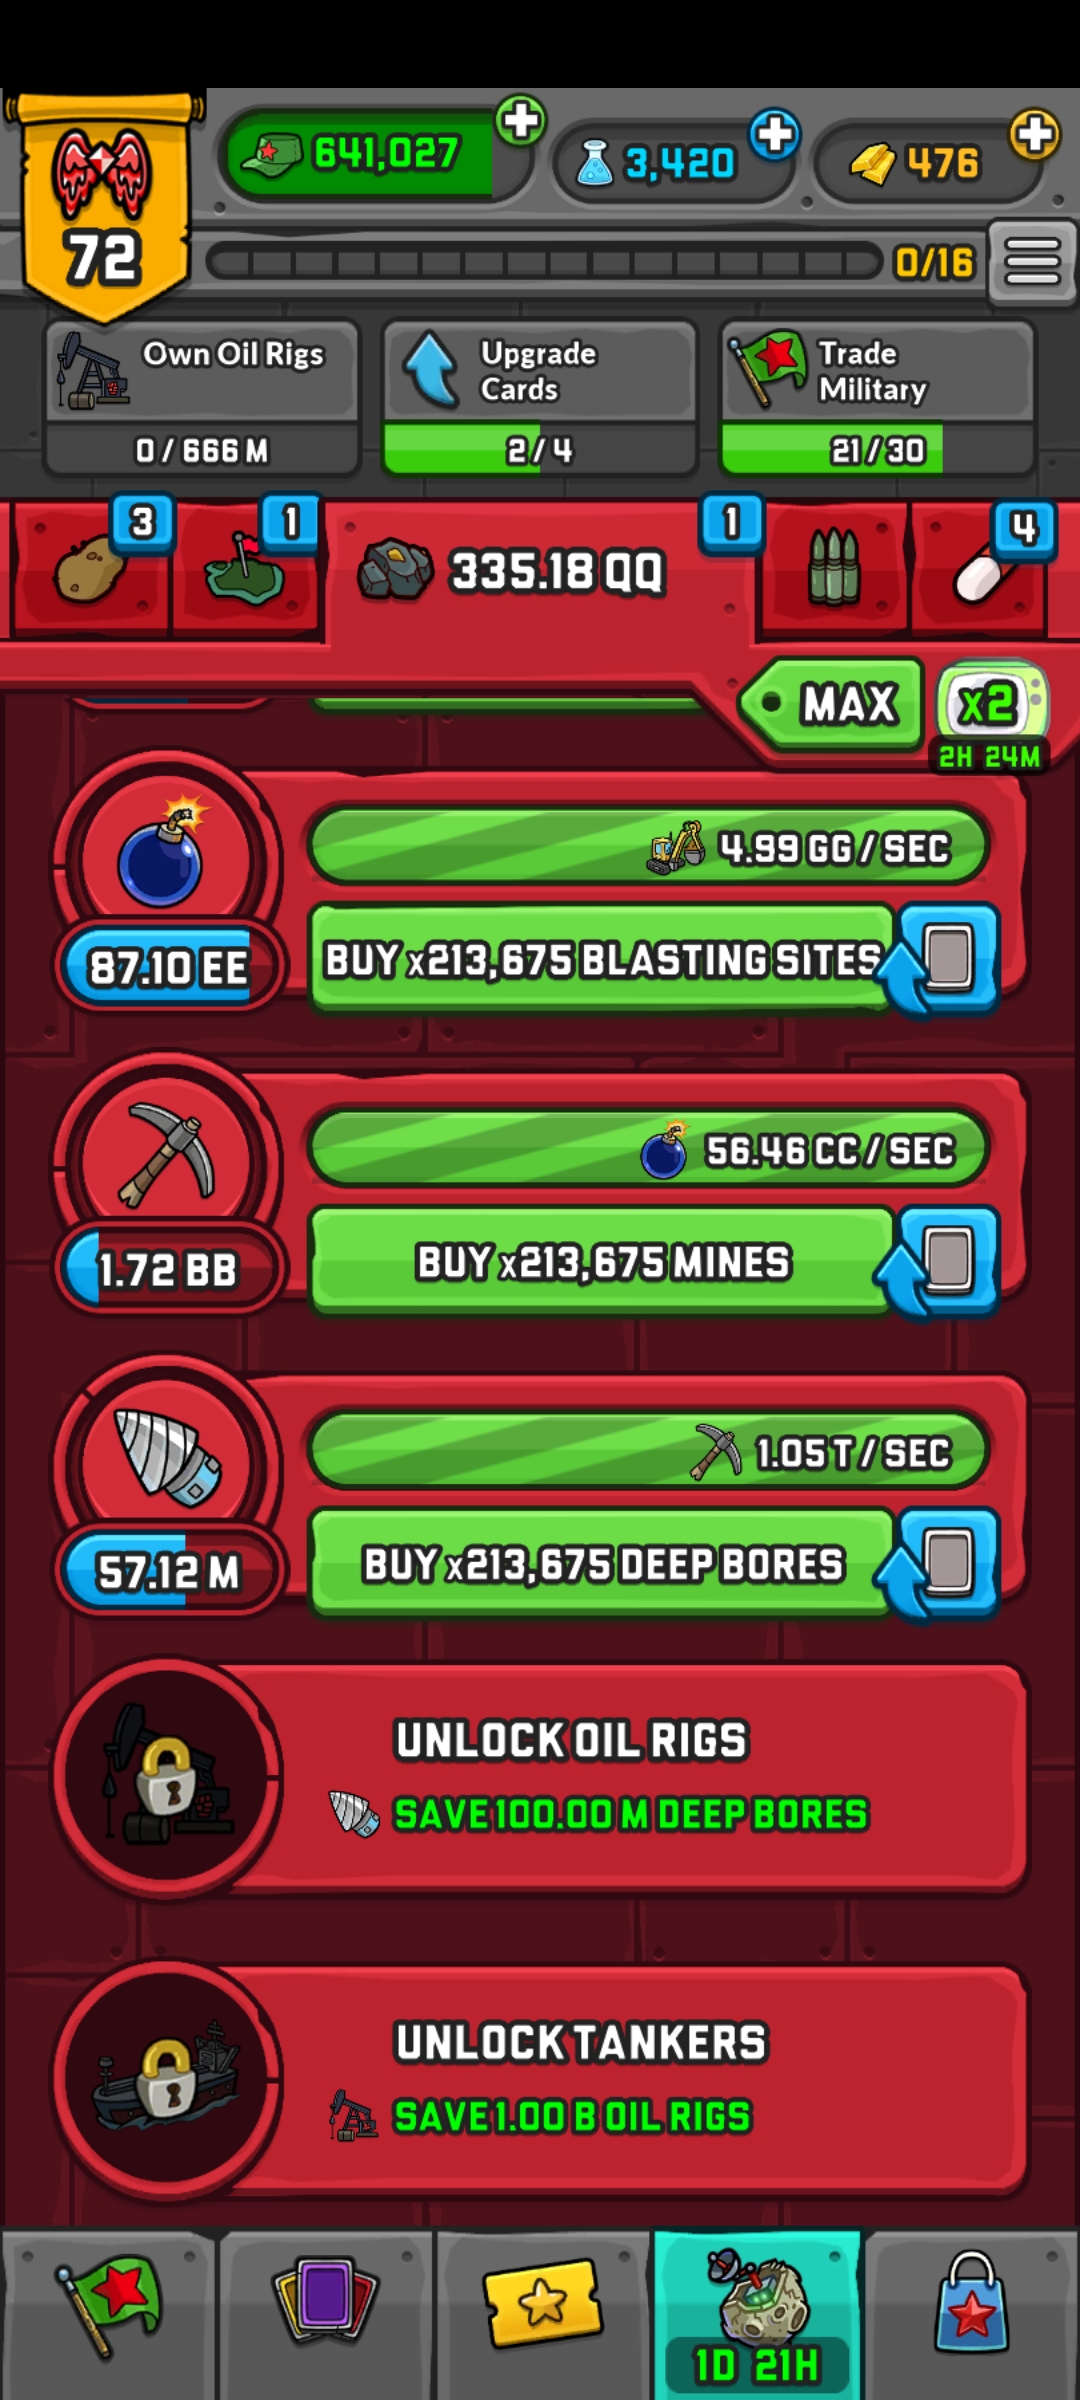 641,027
3,420
476
72
0/16
Own Oil Rigs
0 / 666 M
Upgrade
Cards
2 / 4
Trade
Military
21 / 30
3
1
335.18 QQ
1
4
MAX
x2
2H 24M
4.99 GG / SEC
87.10 EE
BUY x213,675 BLASTING SITES
56.46 CC / SEC
1.72 BB
BUY x213,675 MINES
1.05 T / SEC
57.12 M
BUY x213,675 DEEP BORES
UNLOCK OIL RIGS
SAVE 100.00 M DEEP BORES
UNLOCK TANKERS
SAVE 1.00 B OIL RIGS
1D 21H